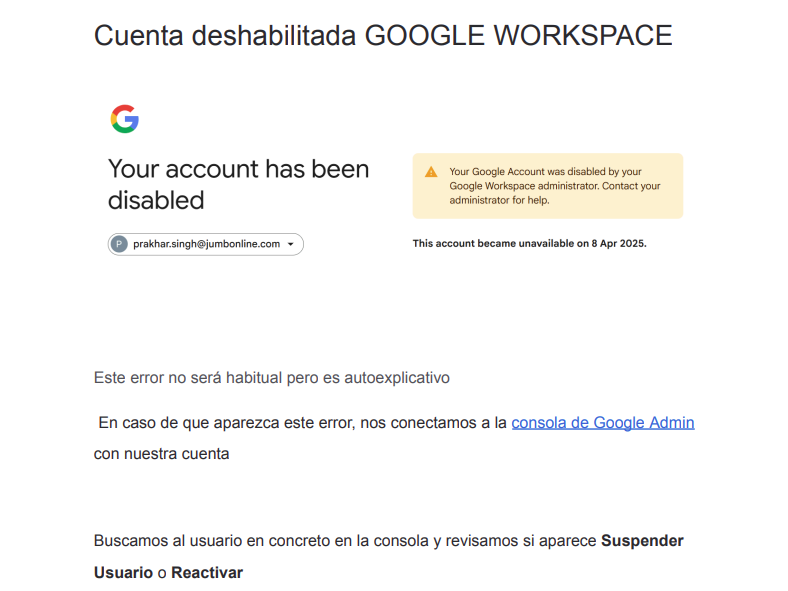 Cuenta deshabilitada GOOGLE WORKSPACE
Your account has been
disabled
P prakhar.singh@jumbonline.com
Your Google Account was disabled by your
Google Workspace administrator. Contact your
administrator for help.
This account became unavailable on 8 Apr 2025.
Este error no será habitual pero es autoexplicativo
En caso de que aparezca este error, nos conectamos a la consola de Google Admin
con nuestra cuenta
Buscamos al usuario en concreto en la consola y revisamos si aparece Suspender
Usuario o Reactivar